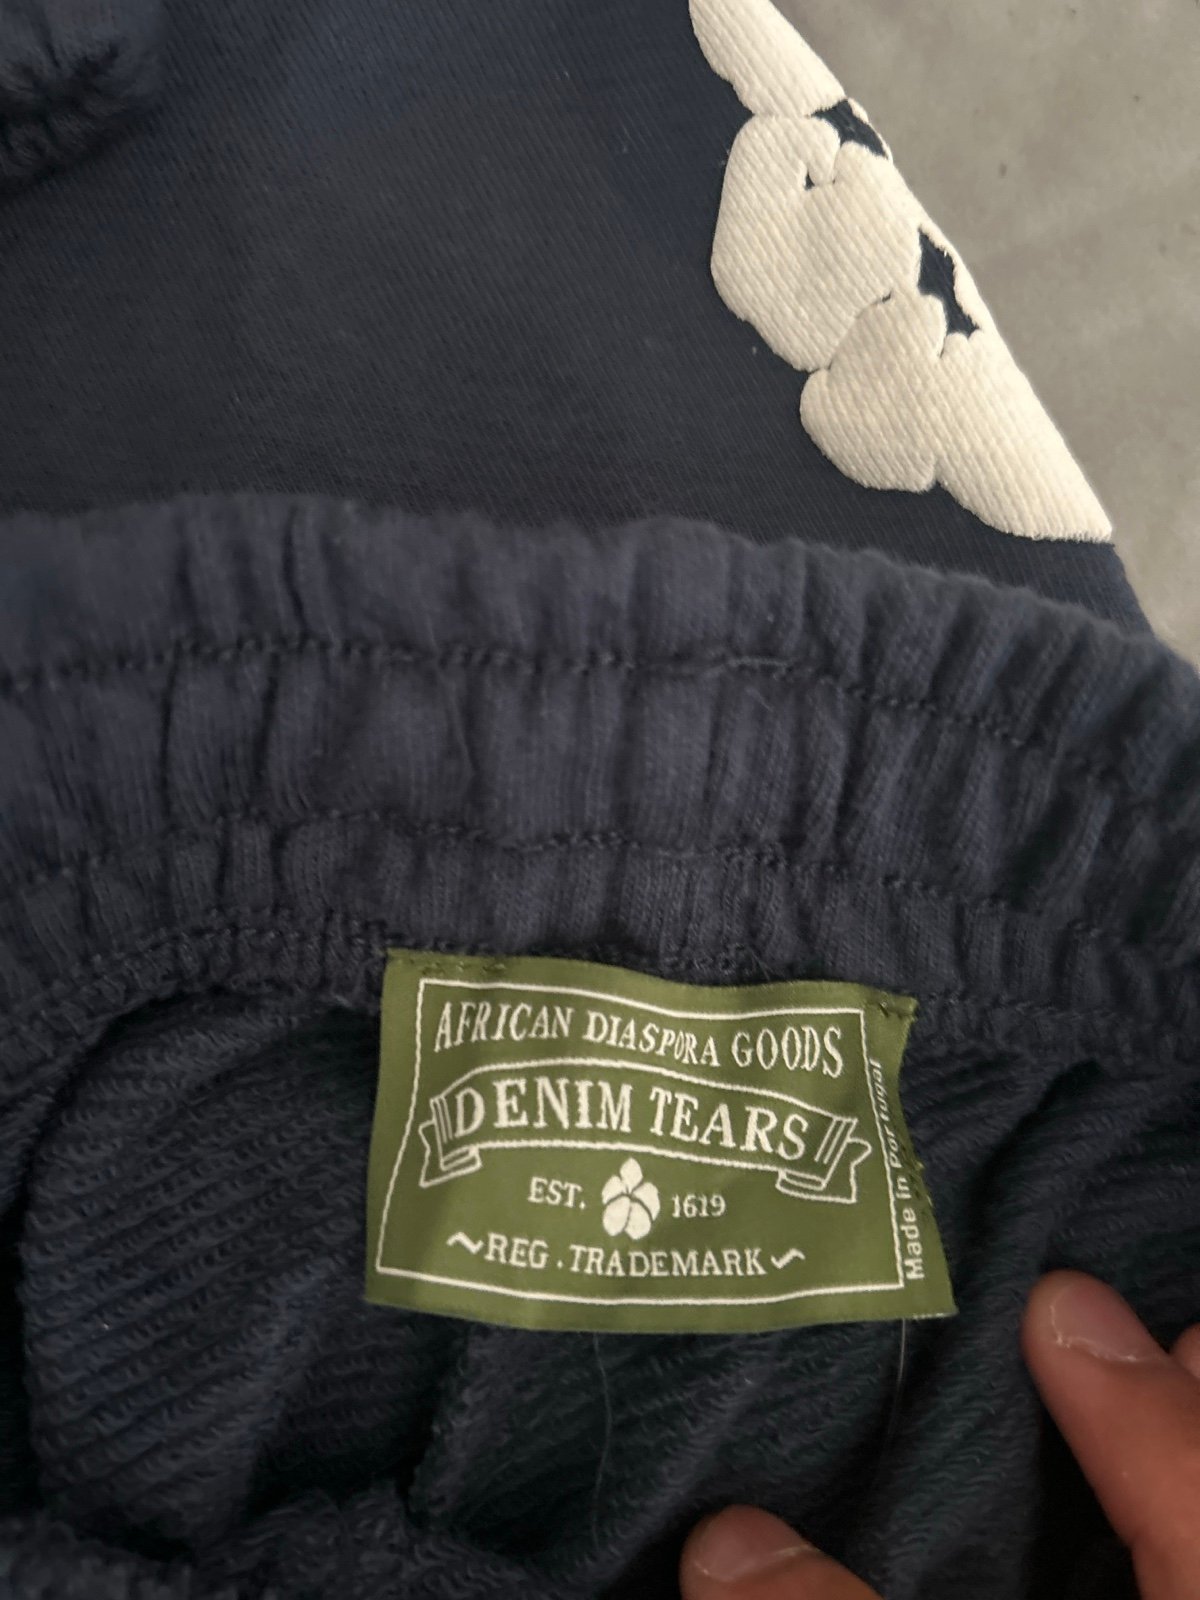 AFRICAN DIASPORA GOODS
DENIM TEARS
EST. 1619
~REG. TRADEMARK~
Made in Portugal